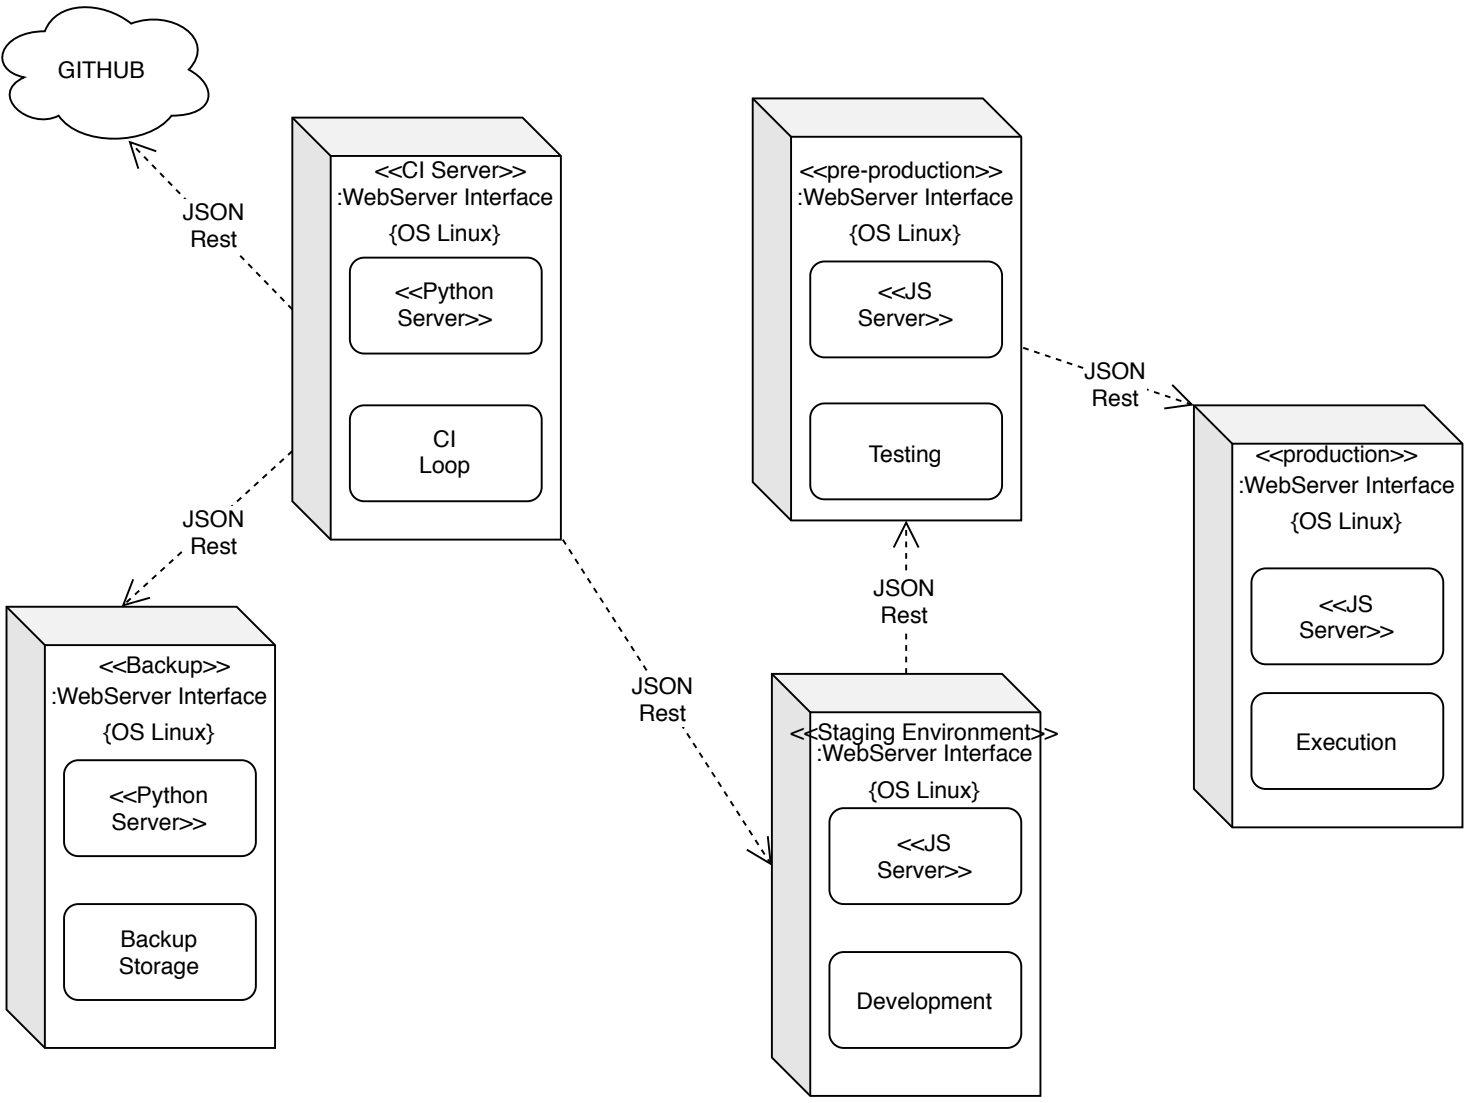 GITHUB
JSON
Rest
<<CI Server>>
:WebServer Interface
{OS Linux}
<<Python
Server>>
CI
Loop
JSON
Rest
<<Backup>>
:WebServer Interface
{OS Linux}
<<Python
Server>>
Backup
Storage
JSON
Rest
<<Staging Environment>>
:WebServer Interface
{OS Linux}
<<JS
Server>>
Development
JSON
Rest
<<pre-production>>
:WebServer Interface
{OS Linux}
<<JS
Server>>
Testing
JSON
Rest
<<production>>
:WebServer Interface
{OS Linux}
<<JS
Server>>
Execution